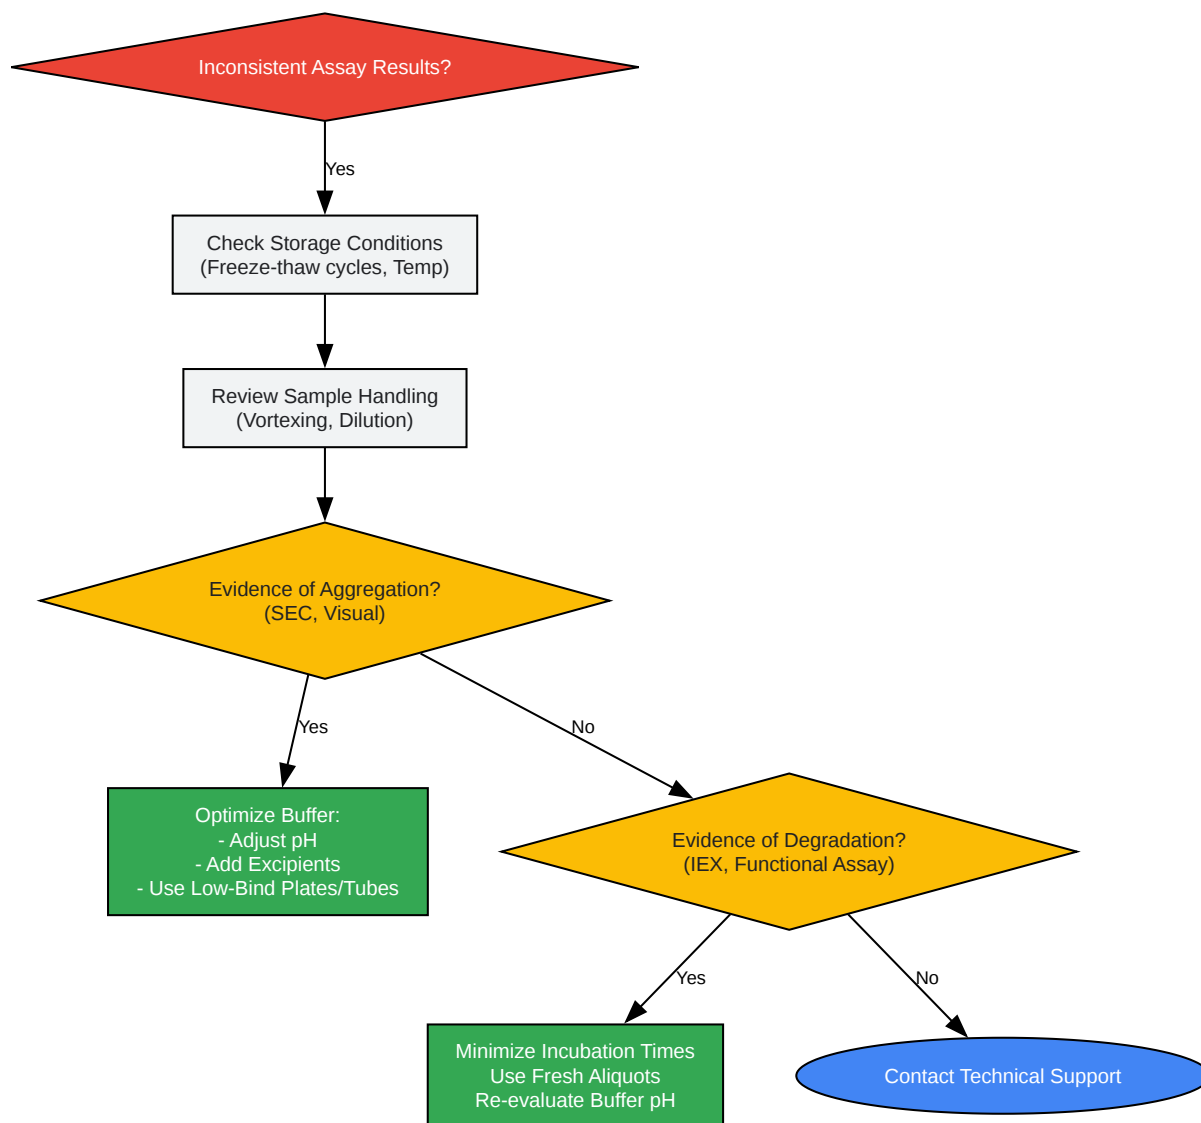 Inconsistent Assay Results?
Yes
Check Storage Conditions
(Freeze-thaw cycles, Temp)
Review Sample Handling
(Vortexing, Dilution)
Evidence of Aggregation?
(SEC, Visual)
Yes
No
Optimize Buffer:
- Adjust pH
- Add Excipients
- Use Low-Bind Plates/Tubes
Evidence of Degradation?
(IEX, Functional Assay)
Yes
No
Minimize Incubation Times
Use Fresh Aliquots
Re-evaluate Buffer pH
Contact Technical Support